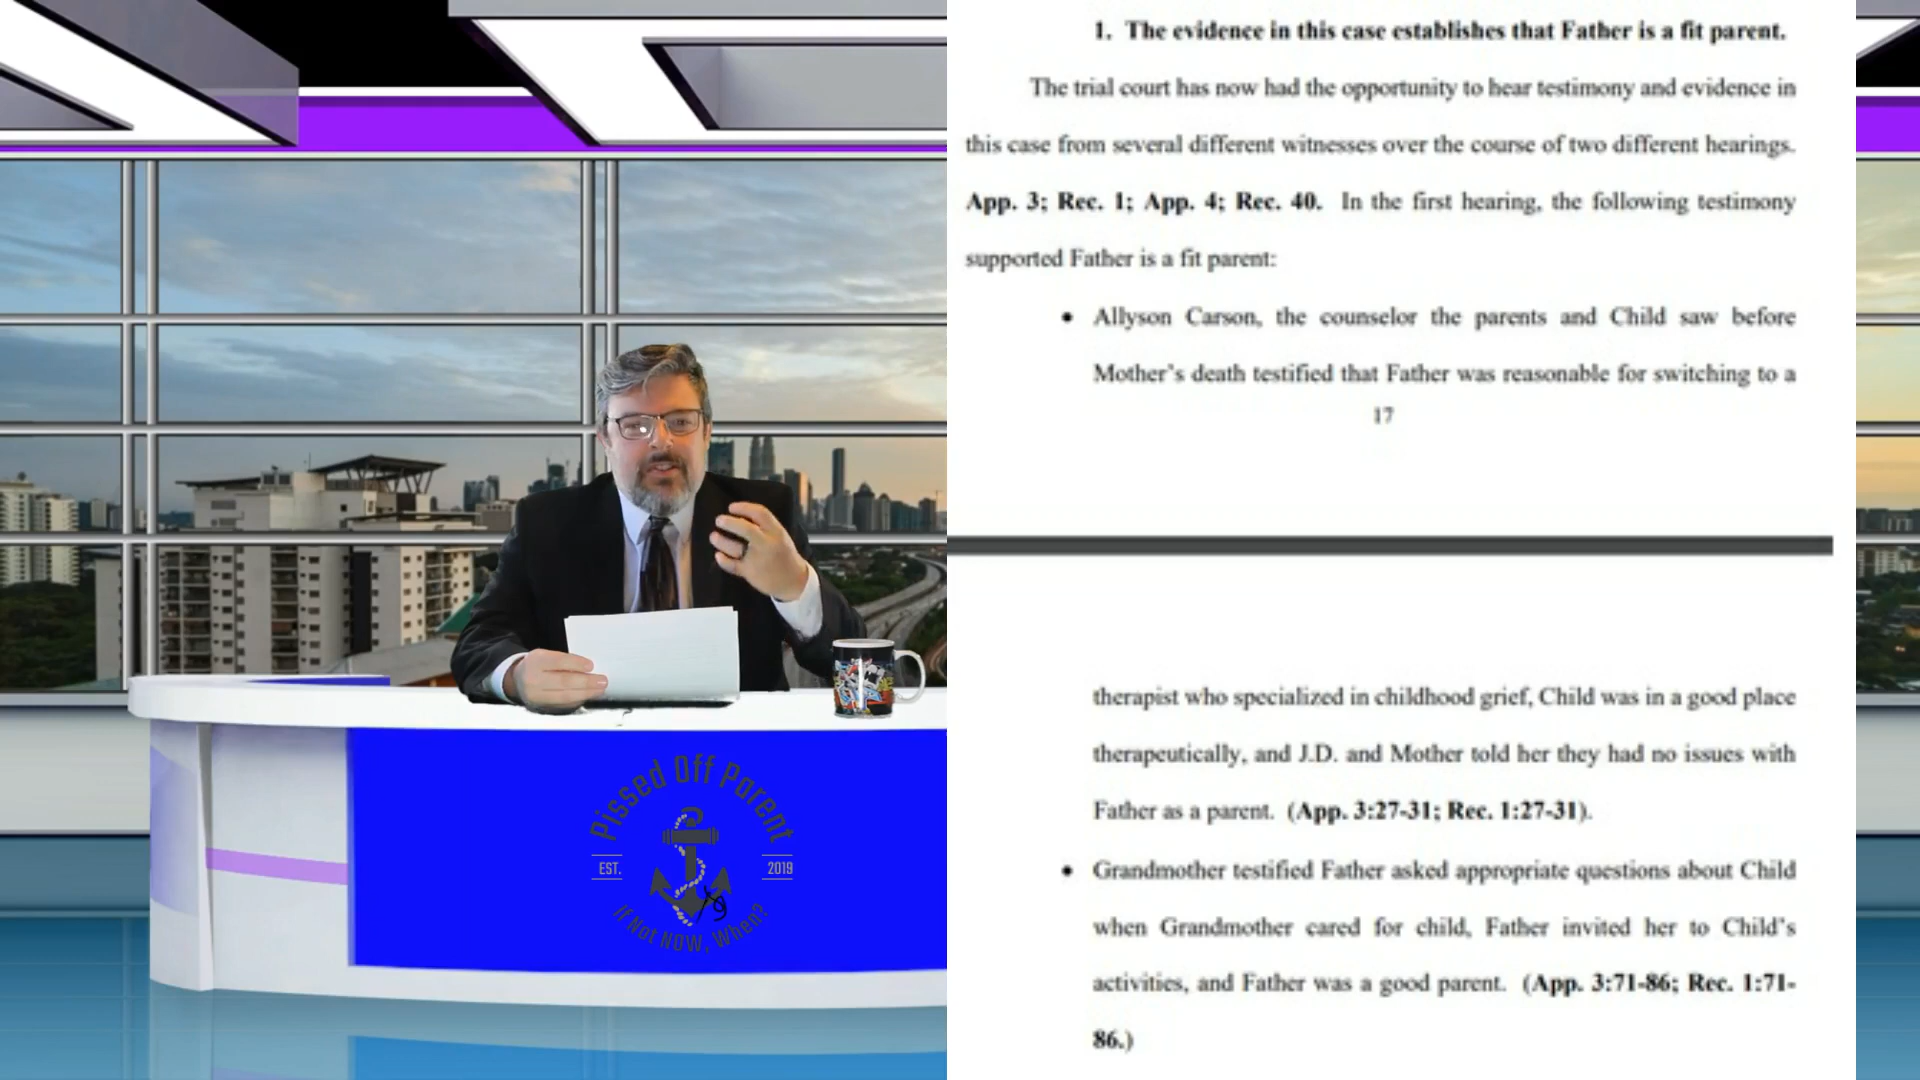 1. The evidence in this case establishes that Father is a fit parent.
The trial court has now had the opportunity to hear testimony and evidence in
this case from several different witnesses over the course of two different hearings.
App. 3; Rec. 1; App. 4; Rec. 40. In the first hearing, the following testimony
supported Father is a fit parent:
• Allyson Carson, the counselor the parents and Child saw before
Mother's death testified that Father was reasonable for switching to a
17
therapist who specialized in childhood grief, Child was in a good place
therapeutically, and J.D. and Mother told her they had no issues with
Father as a parent. (App. 3:27-31; Rec. 1:27-31).
• Grandmother testified Father asked appropriate questions about Child
when Grandmother cared for child, Father invited her to Child's
activities, and Father was a good parent. (App. 3:71-86; Rec. 1:71-
86.)
Pissed Off Parent
EST. 2019
If Not NOW, When?